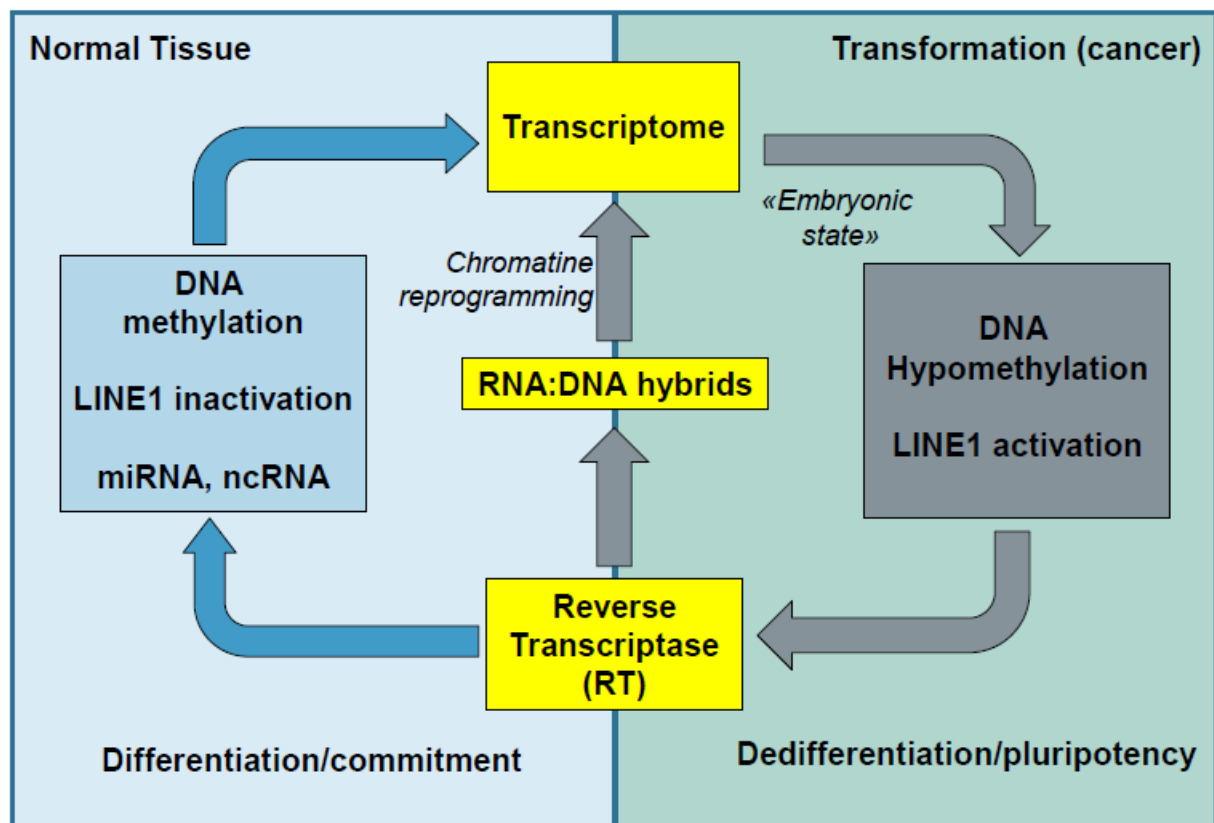 Normal Tissue
Transformation (cancer)
Transcriptome
«Embryonic
state»
Chromatine
reprogramming
DNA
methylation
LINE1 inactivation
miRNA, ncRNA
DNA
Hypomethylation
LINE1 activation
RNA:DNA hybrids
Reverse
Transcriptase
(RT)
Differentiation/commitment
Dedifferentiation/pluripotency